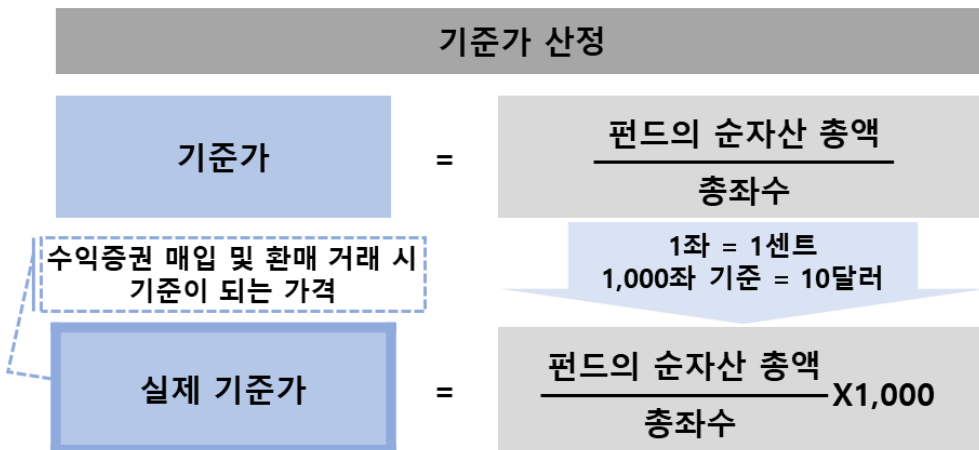 기준가 산정
기준가
=
펀드의 순자산 총액
총좌수
수익증권 매입 및 환매 거래 시
기준이 되는 가격
1좌 = 1센트
1,000좌 기준 = 10달러
실제 기준가
=
펀드의 순자산 총액
총좌수
X1,000